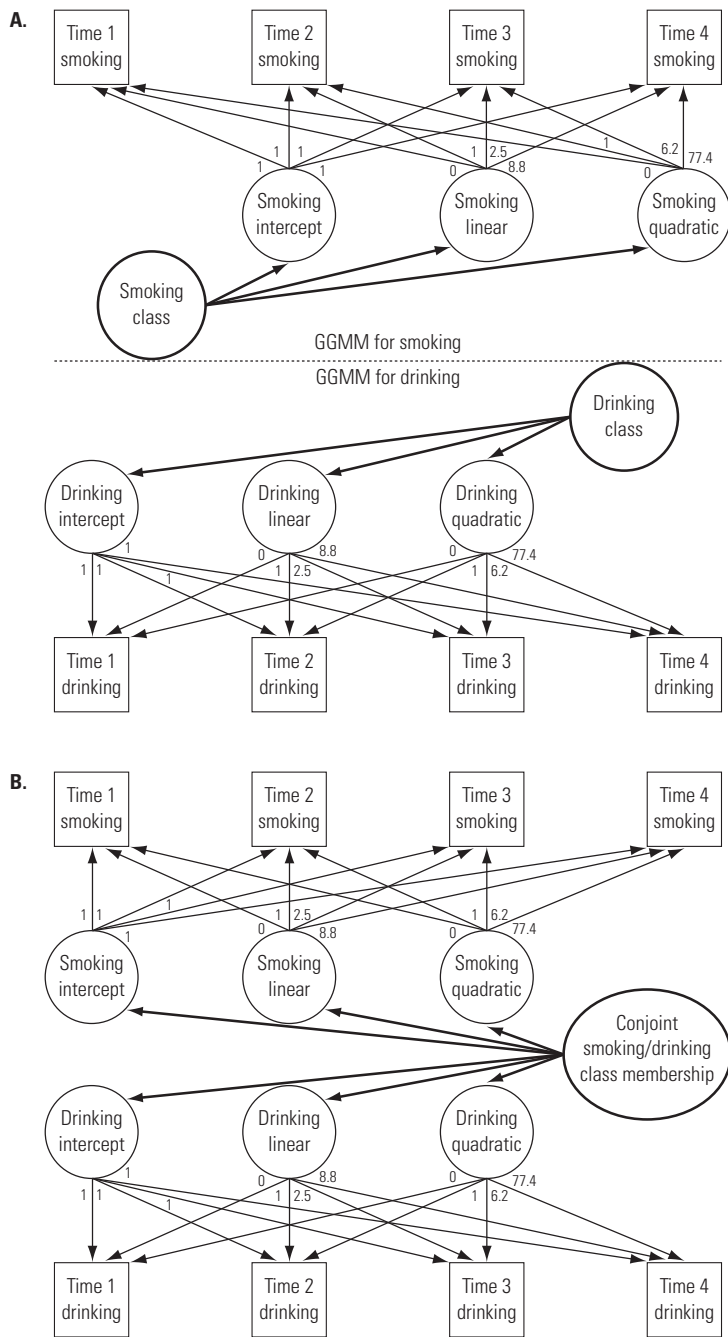 A.
Time 1
smoking
Time 2
smoking
Time 3
smoking
Time 4
smoking
1
1
1
1
Smoking
intercept
0
1
2.5
8.8
Smoking
linear
0
1
6.2
77.4
Smoking
quadratic
Smoking
class
GGMM for smoking
GGMM for drinking
Drinking
class
Drinking
intercept
1
1
1
1
Drinking
linear
0
1
2.5
8.8
Drinking
quadratic
0
1
6.2
77.4
Time 1
drinking
Time 2
drinking
Time 3
drinking
Time 4
drinking
B.
Time 1
smoking
Time 2
smoking
Time 3
smoking
Time 4
smoking
1
1
1
1
Smoking
intercept
0
1
2.5
8.8
Smoking
linear
0
1
6.2
77.4
Smoking
quadratic
Conjoint
smoking/drinking
class membership
Drinking
intercept
1
1
1
1
Drinking
linear
0
1
2.5
8.8
Drinking
quadratic
0
1
6.2
77.4
Time 1
drinking
Time 2
drinking
Time 3
drinking
Time 4
drinking